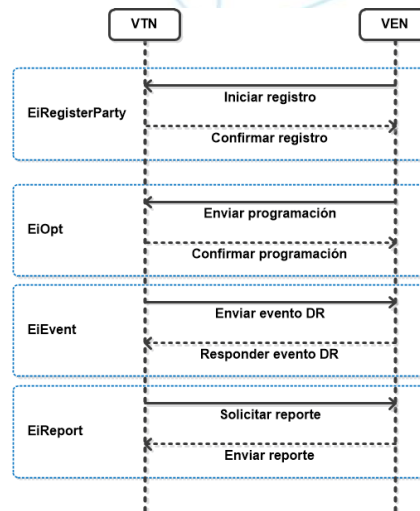 VTN
VEN
EiRegisterParty
Iniciar registro
Confirmar registro
EiOpt
Enviar programación
Confirmar programación
EiEvent
Enviar evento DR
Responder evento DR
EiReport
Solicitar reporte
Enviar reporte